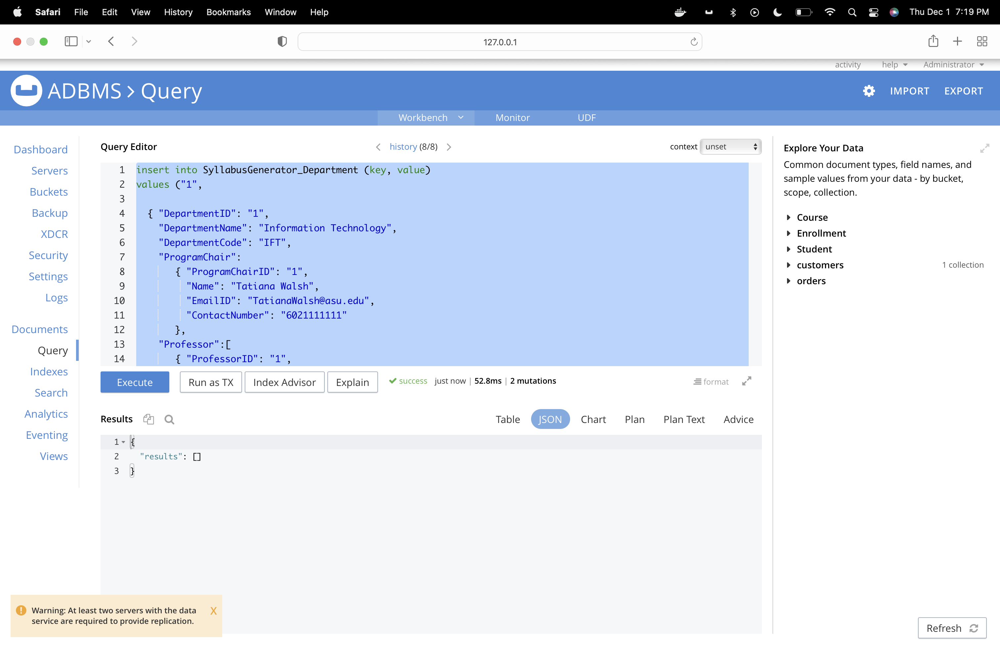 Safari File Edit View History Bookmarks Window Help Thu Dec 1 7:19 PM
127.0.0.1
activity help Administrator
ADBMS > Query IMPORT EXPORT
Workbench Monitor UDF
Dashboard
Servers
Buckets
Backup
XDCR
Security
Settings
Logs
Documents
Query
Indexes
Search
Analytics
Eventing
Views
Query Editor history (8/8) context unset
1 insert into SyllabusGenerator_Department (key, value)
2 values ("1",
3
4 { "DepartmentID": "1",
5 "DepartmentName": "Information Technology",
6 "DepartmentCode": "IFT",
7 "ProgramChair":
8 { "ProgramChairID": "1",
9 "Name": "Tatiana Walsh",
10 "EmailID": "TatianaWalsh@asu.edu",
11 "ContactNumber": "6021111111"
12 },
13 "Professor":[
14 { "ProfessorID": "1",
Execute Run as TX Index Advisor Explain success just now | 52.8ms | 2 mutations format
Results Table JSON Chart Plan Plan Text Advice
1 {
2 "results": []
3 }
Explore Your Data
Common document types, field names, and
sample values from your data - by bucket,
scope, collection.
Course
Enrollment
Student
customers 1 collection
orders
Warning: At least two servers with the data X
service are required to provide replication.
Refresh